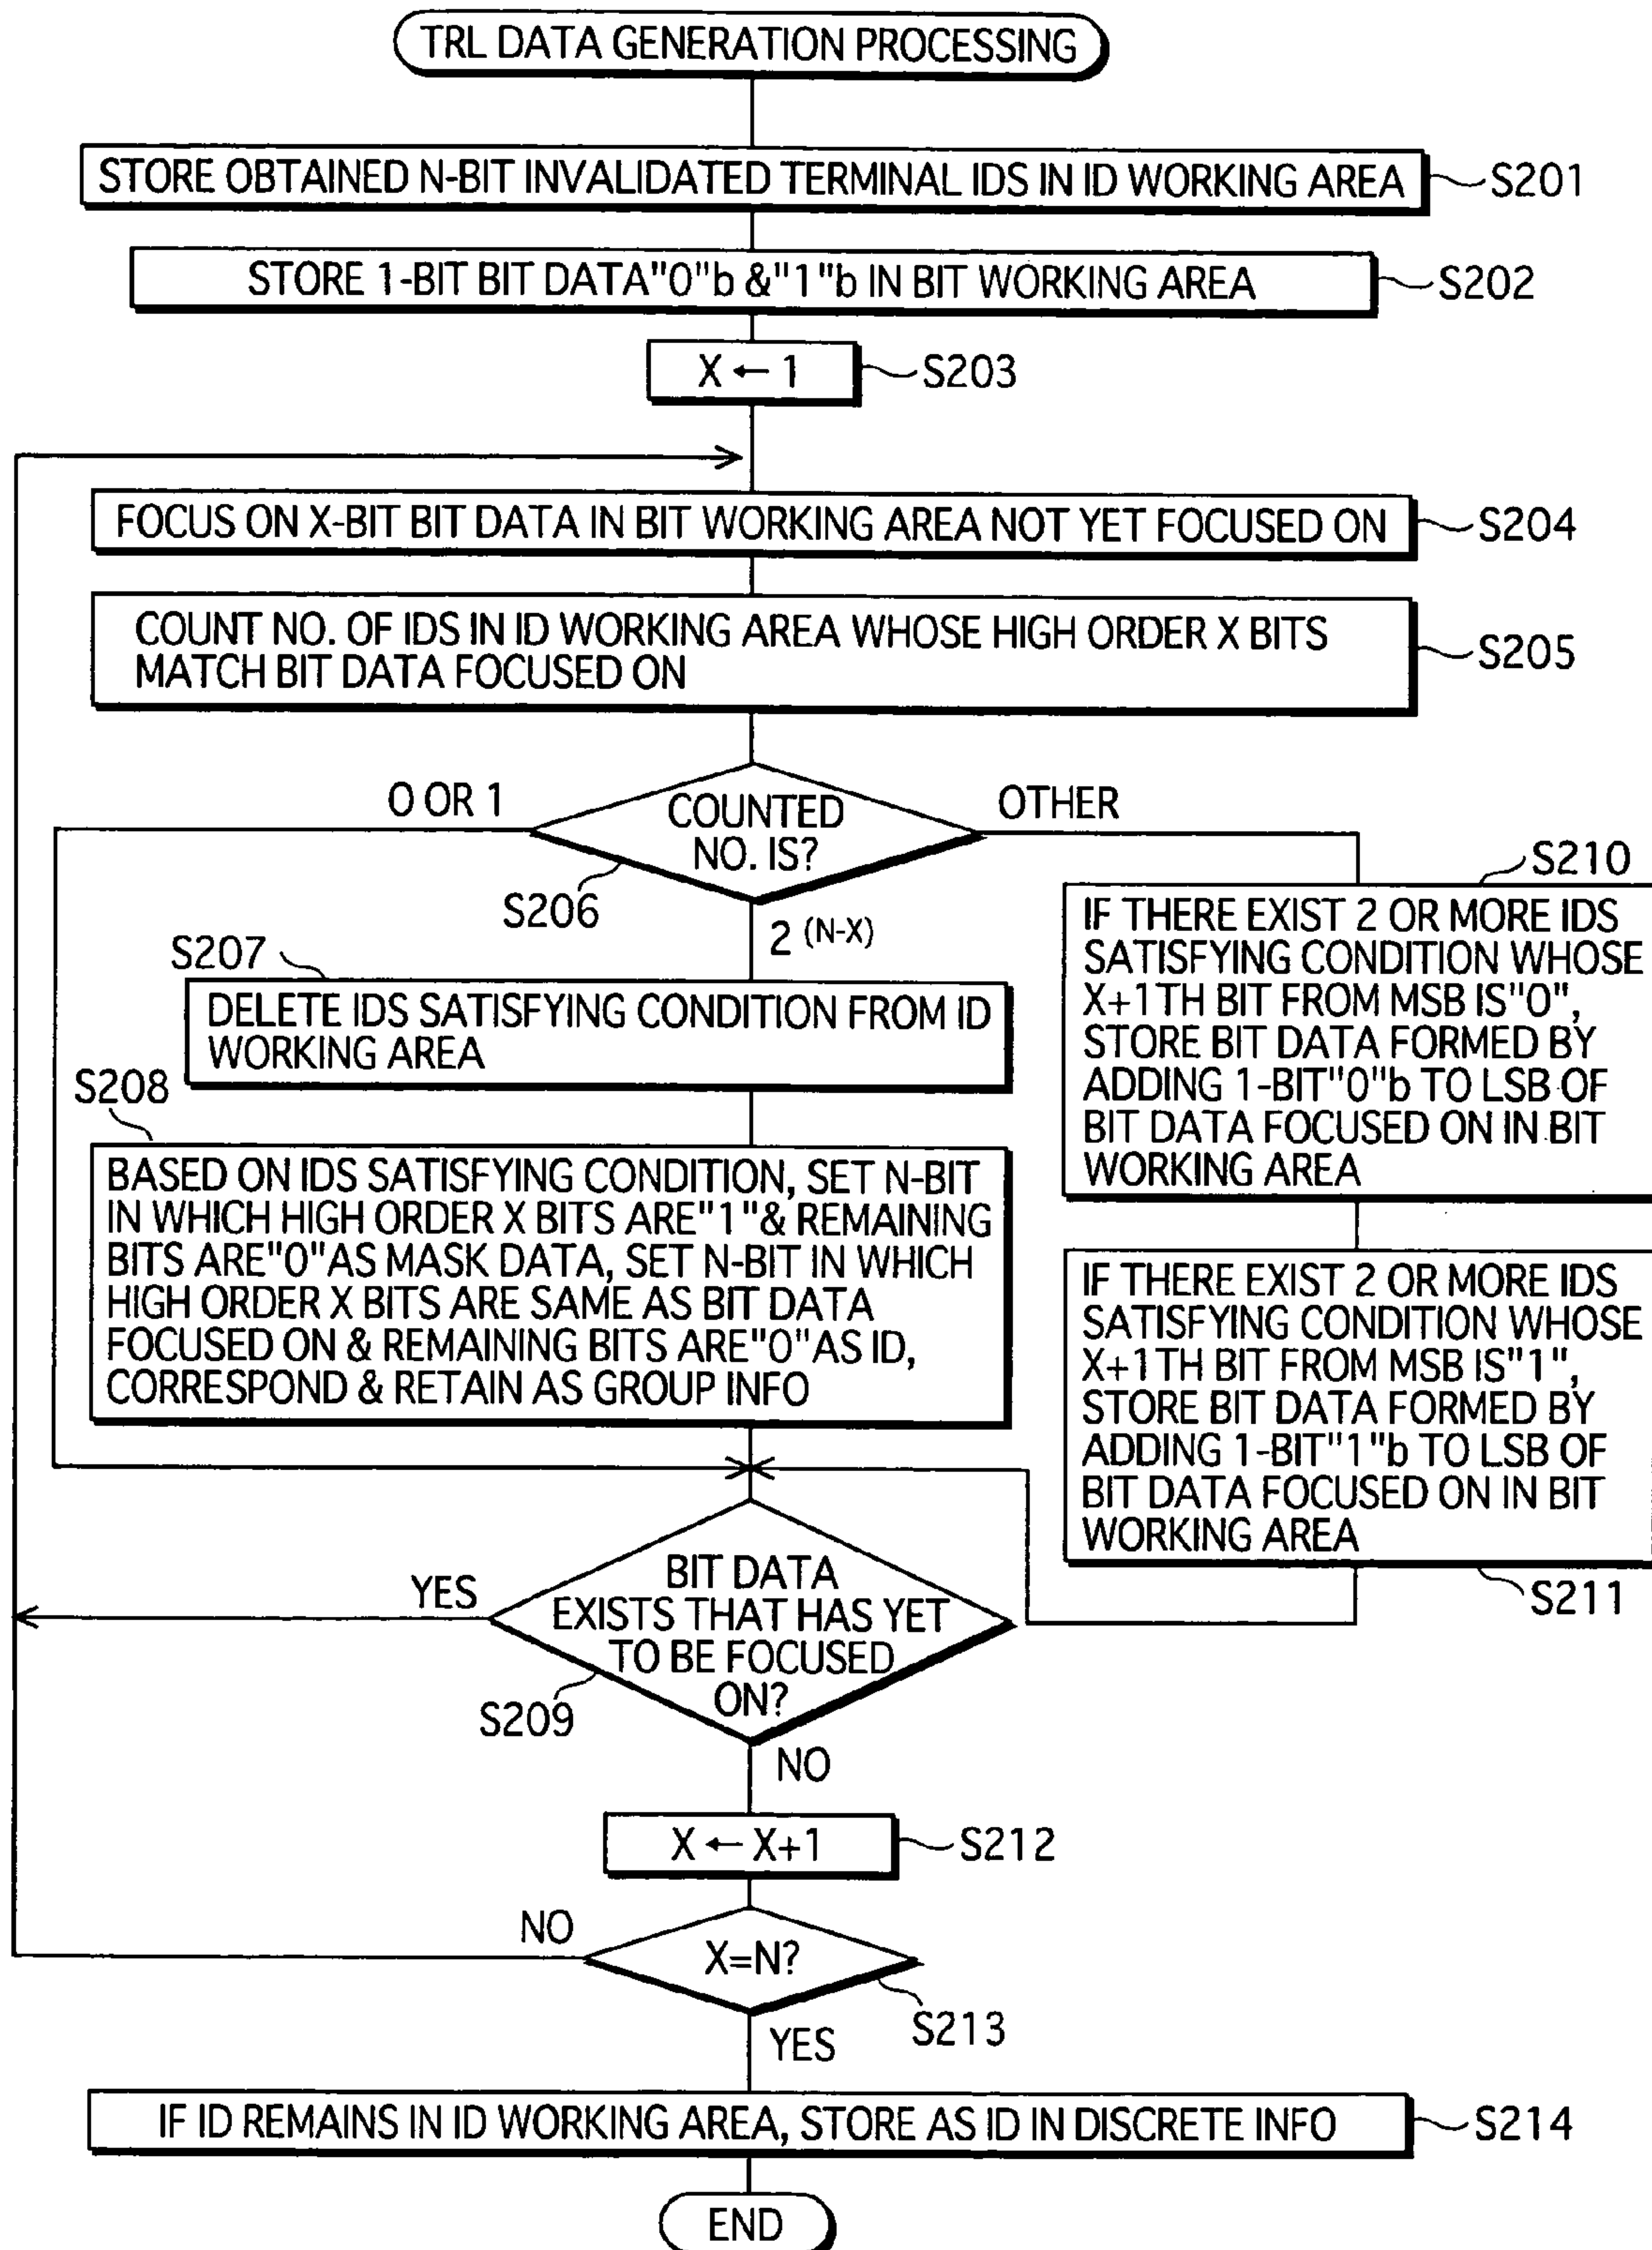 TRL DATA GENERATION PROCESSING
STORE OBTAINED N-BIT INVALIDATED TERMINAL IDS IN ID WORKING AREA
S201
STORE 1-BIT BIT DATA"0"b &"1"b IN BIT WORKING AREA
S202
X ← 1
S203
FOCUS ON X-BIT BIT DATA IN BIT WORKING AREA NOT YET FOCUSED ON
S204
COUNT NO. OF IDS IN ID WORKING AREA WHOSE HIGH ORDER X BITS
MATCH BIT DATA FOCUSED ON
S205
0 OR 1
COUNTED
NO. IS?
OTHER
S206
2 (N-X)
S207
DELETE IDS SATISFYING CONDITION FROM ID
WORKING AREA
S208
BASED ON IDS SATISFYING CONDITION, SET N-BIT
IN WHICH HIGH ORDER X BITS ARE"1"& REMAINING
BITS ARE"0"AS MASK DATA, SET N-BIT IN WHICH
HIGH ORDER X BITS ARE SAME AS BIT DATA
FOCUSED ON & REMAINING BITS ARE"0"AS ID,
CORRESPOND & RETAIN AS GROUP INFO
S210
IF THERE EXIST 2 OR MORE IDS
SATISFYING CONDITION WHOSE
X+1TH BIT FROM MSB IS"0",
STORE BIT DATA FORMED BY
ADDING 1-BIT"0"b TO LSB OF
BIT DATA FOCUSED ON IN BIT
WORKING AREA
IF THERE EXIST 2 OR MORE IDS
SATISFYING CONDITION WHOSE
X+1TH BIT FROM MSB IS"1",
STORE BIT DATA FORMED BY
ADDING 1-BIT"1"b TO LSB OF
BIT DATA FOCUSED ON IN BIT
WORKING AREA
S211
YES
BIT DATA
EXISTS THAT HAS YET
TO BE FOCUSED
ON?
S209
NO
X ← X+1
S212
NO
X=N?
S213
YES
IF ID REMAINS IN ID WORKING AREA, STORE AS ID IN DISCRETE INFO
S214
END